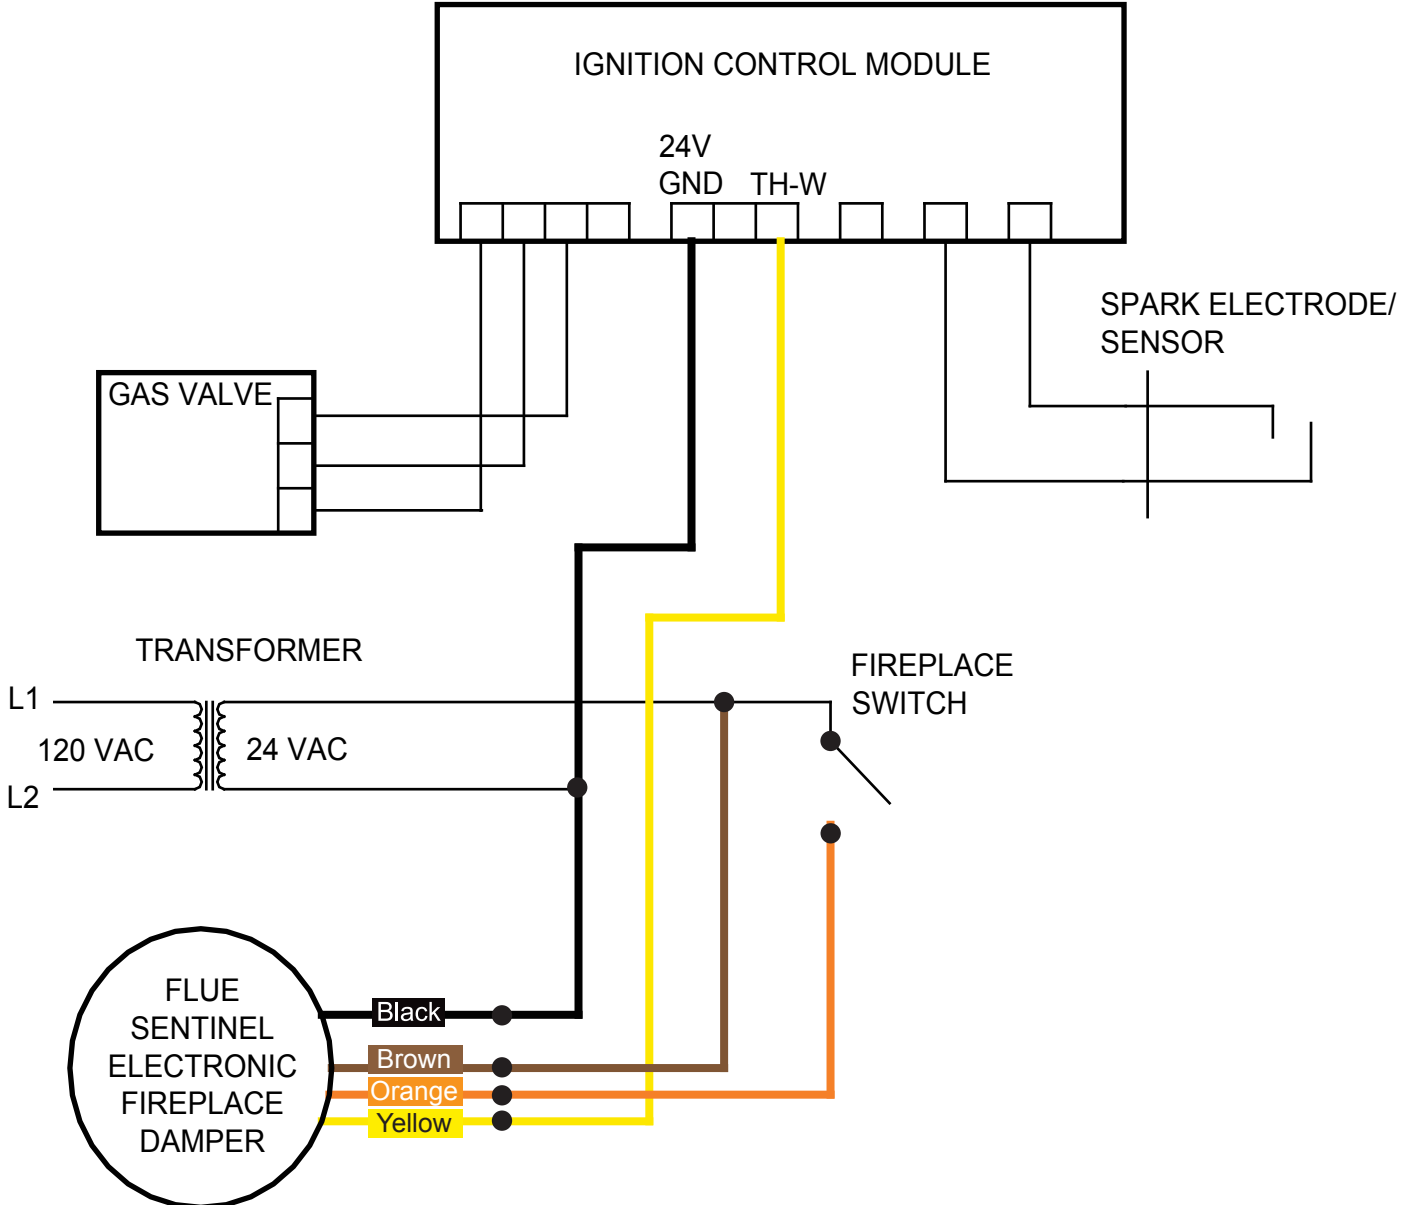 IGNITION CONTROL MODULE
24V
GND TH-W
SPARK ELECTRODE/
SENSOR
GAS VALVE
TRANSFORMER
FIREPLACE
SWITCH
L1
120 VAC 24 VAC
L2
FLUE
SENTINEL
ELECTRONIC
FIREPLACE
DAMPER
Black
Brown
Orange
Yellow